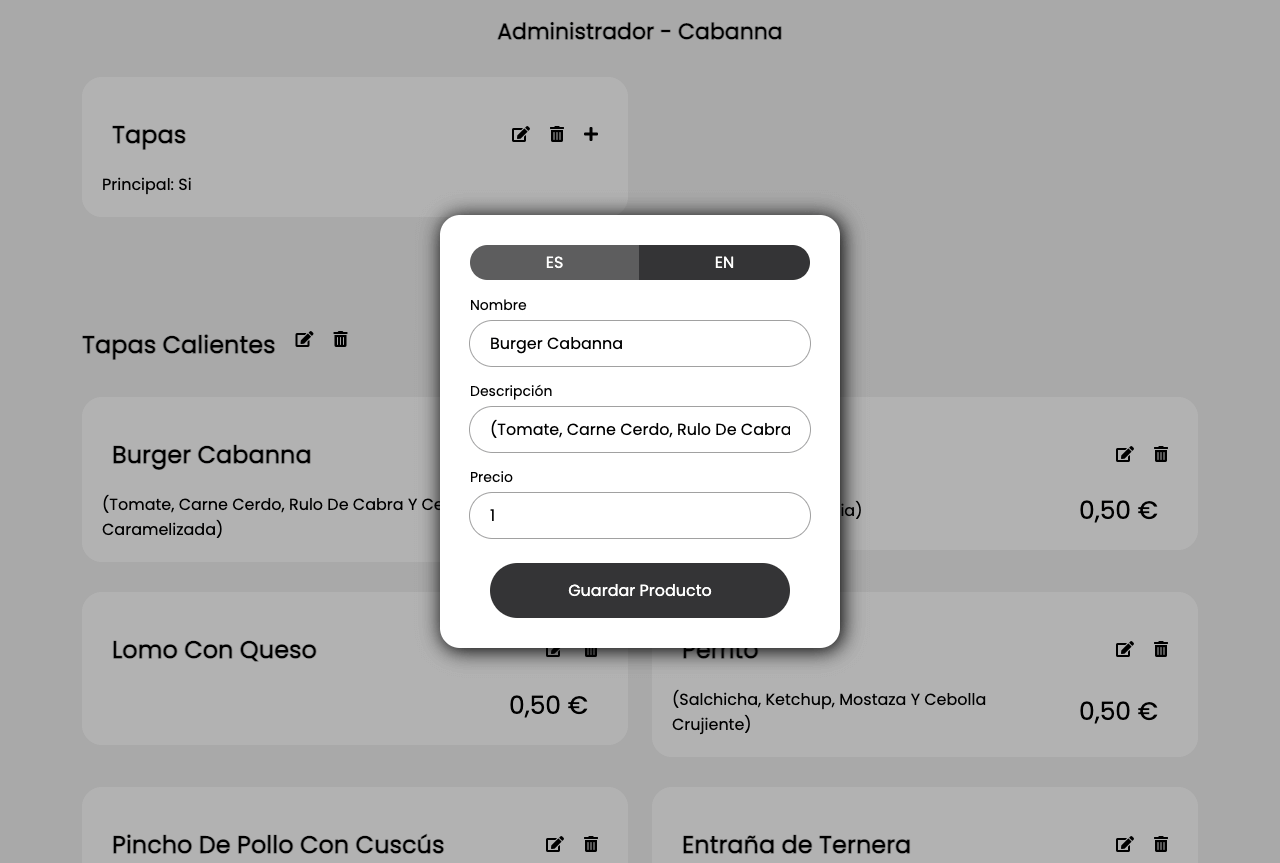 Administrador - Cabanna
Tapas
Principal: Si
ES
EN
Nombre
Burger Cabanna
Descripción
(Tomate, Carne Cerdo, Rulo De Cabra
Precio
1
Guardar Producto
Tapas Calientes
Burger Cabanna
(Tomate, Carne Cerdo, Rulo De Cabra Y Ce
Caramelizada)
ia)
0,50 €
Lomo Con Queso
0,50 €
Perrito
(Salchicha, Ketchup, Mostaza Y Cebolla
Crujiente)
0,50 €
Pincho De Pollo Con Cuscús
Entraña de Ternera